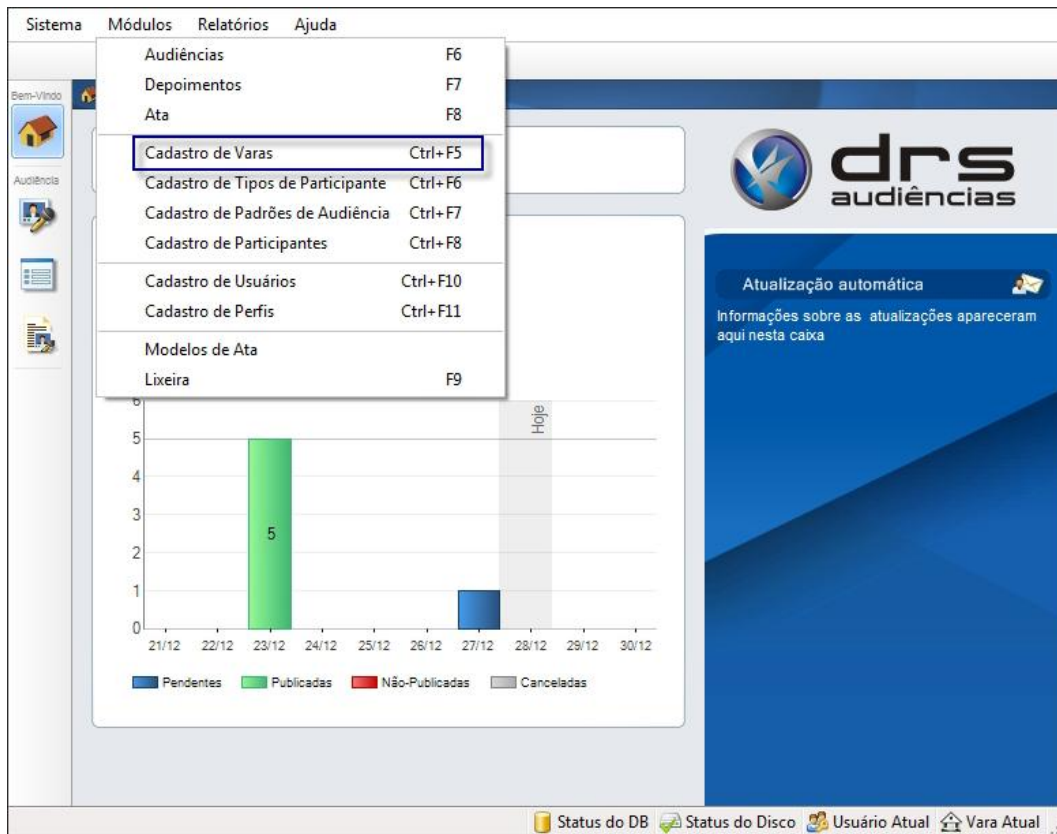 Sistema Módulos Relatórios Ajuda
Audiências F6
Depoimentos F7
Ata F8
Cadastro de Varas Ctrl+F5
Cadastro de Tipos de Participante Ctrl+F6
Cadastro de Padrões de Audiência Ctrl+F7
Cadastro de Participantes Ctrl+F8
Cadastro de Usuários Ctrl+F10
Cadastro de Perfis Ctrl+F11
Modelos de Ata
Lixeira F9
Bem-Vindo
Audiência
drs
audiências
Atualização automática
Informações sobre as atualizações apareceram
aqui nesta caixa
6
5
4
3
2
1
0
Hoje
5
21/12 22/12 23/12 24/12 25/12 26/12 27/12 28/12 29/12 30/12
Pendentes Publicadas Não-Publicadas Canceladas
Status do DB Status do Disco Usuário Atual Vara Atual